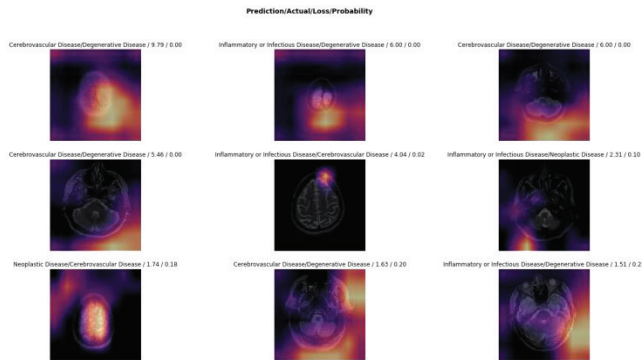 Prediction/Actual/Loss/Probability
Cerebrovascular Disease/Degenerative Disease / 9.79 / 0.00
Inflammatory or Infectious Disease/Degenerative Disease / 6.00 / 0.00
Cerebrovascular Disease/Degenerative Disease / 6.00 / 0.00
Cerebrovascular Disease/Degenerative Disease / 5.46 / 0.00
Inflammatory or Infectious Disease/Cerebrovascular Disease / 4.04 / 0.02
Inflammatory or Infectious Disease/Neoplastic Disease / 2.31 / 0.10
Neoplastic Disease/Cerebrovascular Disease / 1.74 / 0.18
Cerebrovascular Disease/Degenerative Disease / 1.63 / 0.20
Inflammatory or Infectious Disease/Degenerative Disease / 1.51 / 0.2